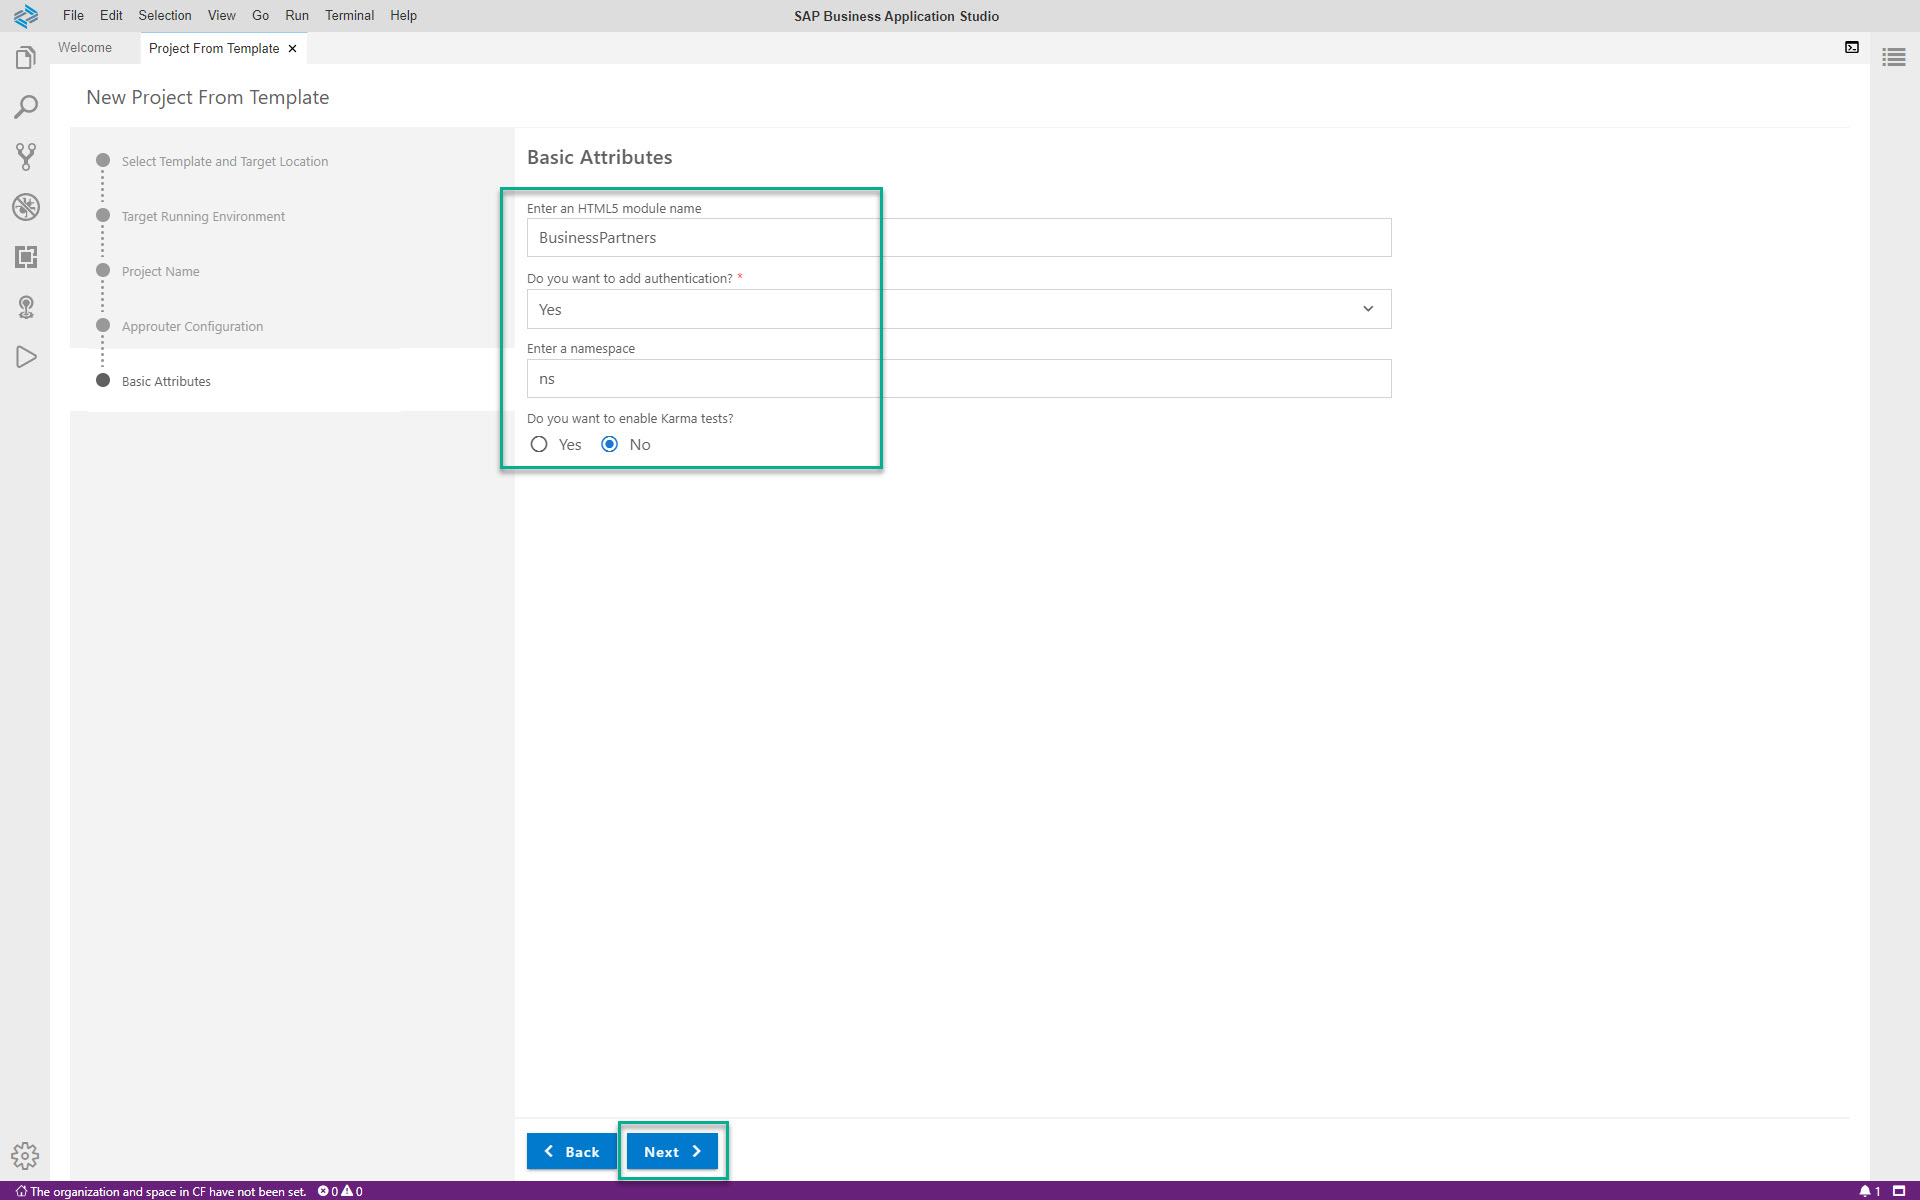 File Edit Selection View Go Run Terminal Help
SAP Business Application Studio
Welcome
Project From Template
New Project From Template
Select Template and Target Location
Target Running Environment
Project Name
Approuter Configuration
Basic Attributes
Basic Attributes
Enter an HTML5 module name
BusinessPartners
Do you want to add authentication? *
Yes
Enter a namespace
ns
Do you want to enable Karma tests?
Yes No
Back Next
The organization and space in CF have not been set. 0 0
1